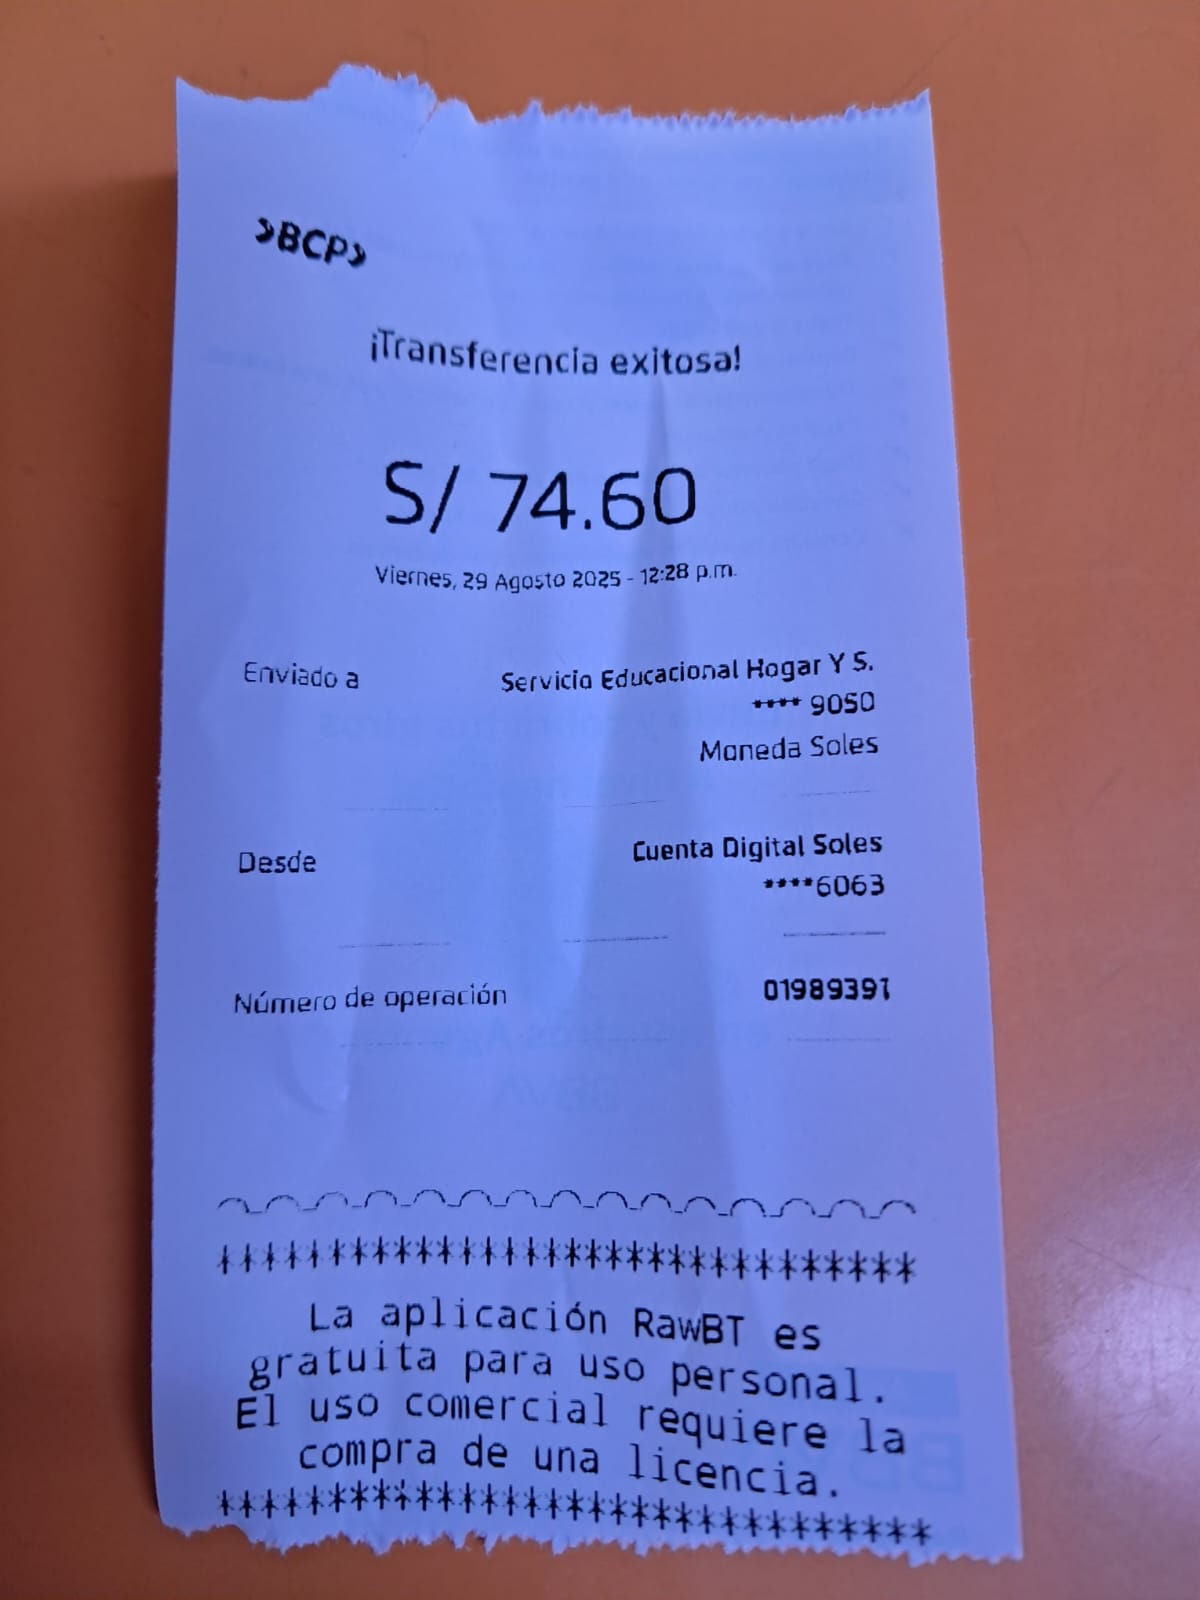 ›BCP›
¡Transferencia exitosa!
S/ 74.60
Viernes, 29 Agosto 2025 - 12:28 p.m.
Enviado a Servicio Educacional Hogar Y S.
**** 9050
Moneda Soles
Desde Cuenta Digital Soles
****6063
Número de operación 01989391
*********************************
La aplicación RawBT es
gratuita para uso personal.
El uso comercial requiere la
compra de una licencia.
*********************************